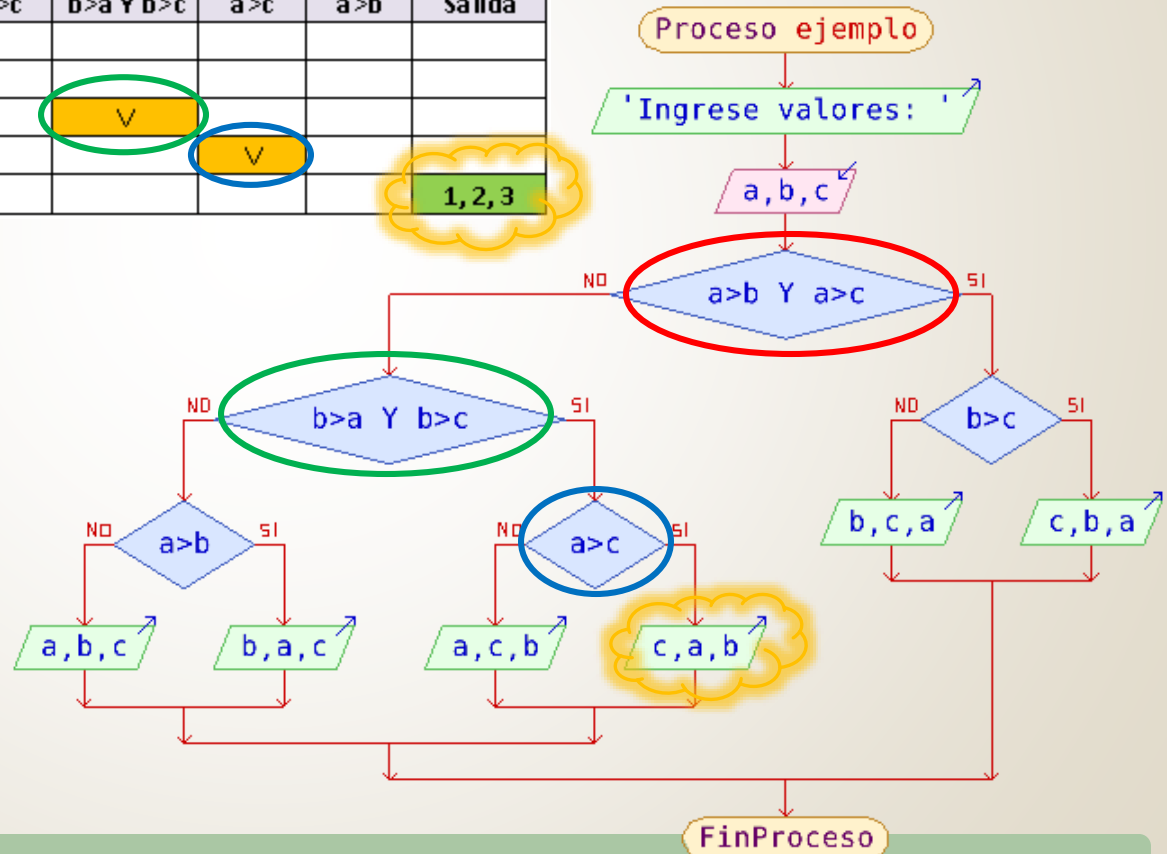 >c b>a Y b>c a>c a>b Salida
V
V
1,2,3
Proceso ejemplo
'Ingrese valores: '
a,b,c
NO a>b Y a>c SI
NO b>a Y b>c SI
NO b>c SI
b,c,a c,b,a
NO a>b SI
NO a>c SI
a,b,c b,a,c a,c,b c,a,b
FinProceso